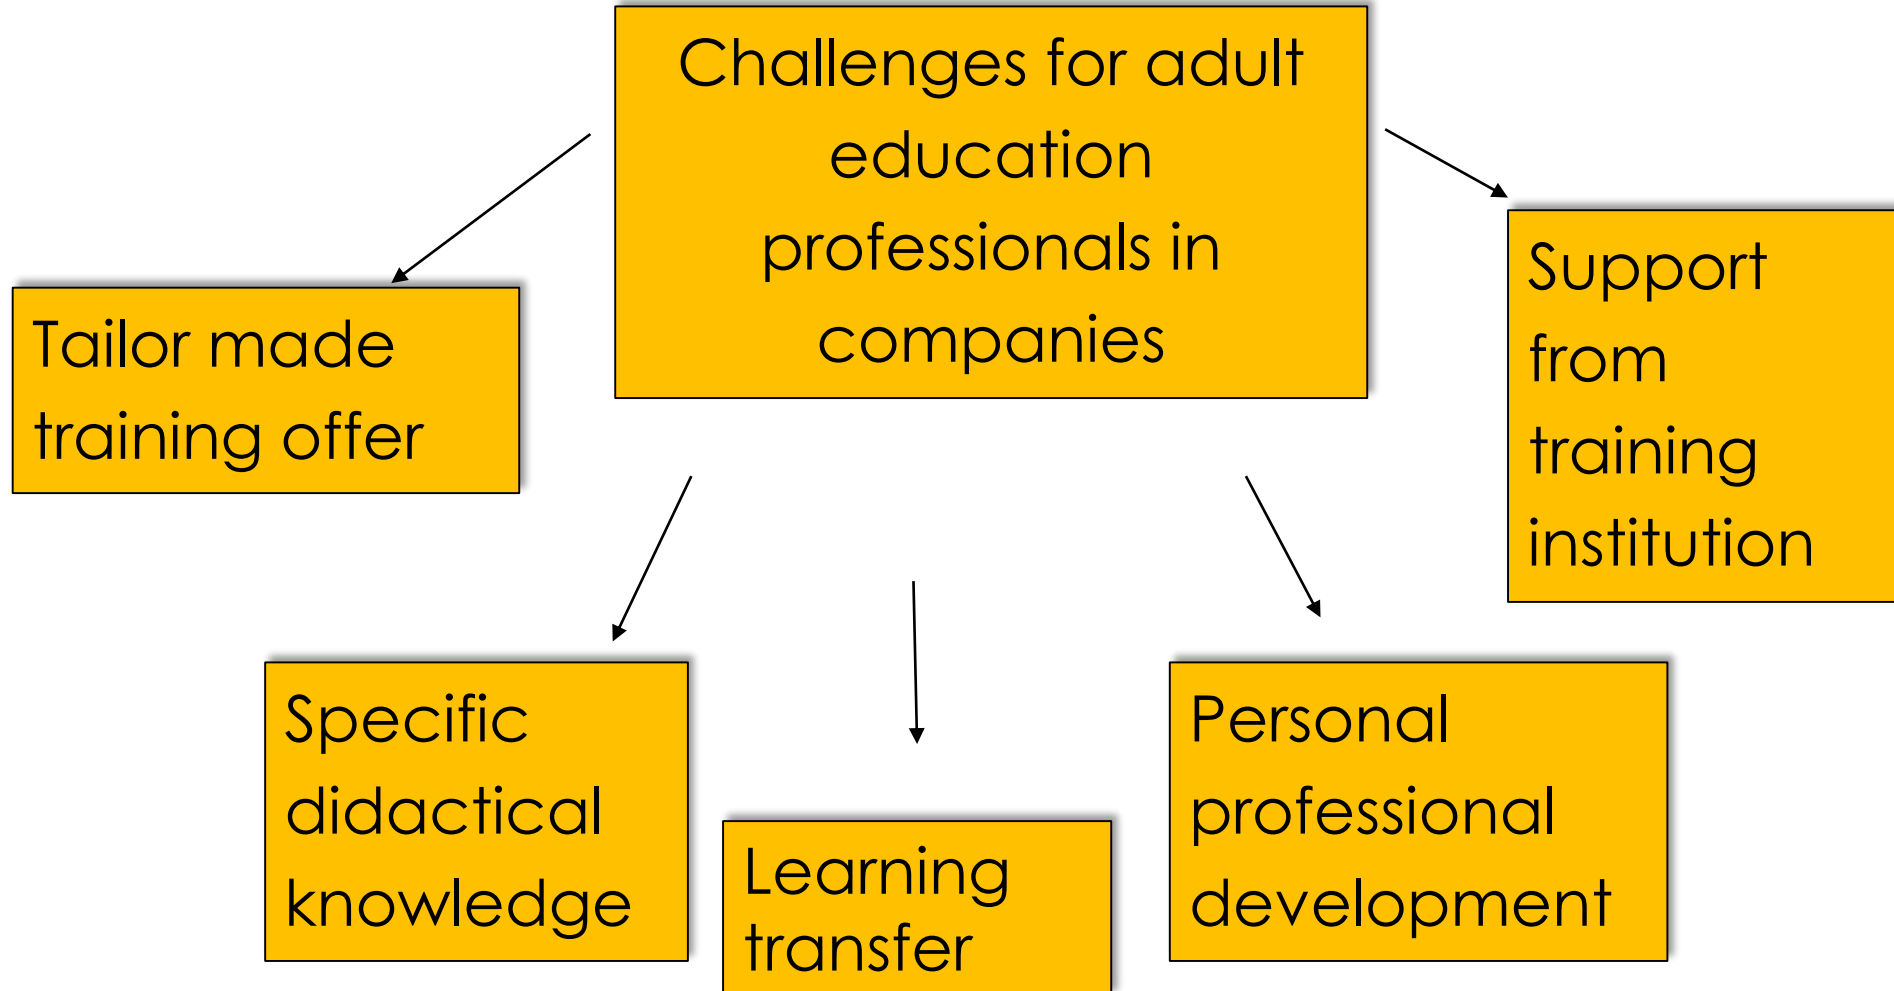 Challenges for adult
education
professionals in
companies
Tailor made
training offer
Support
from
training
institution
Specific
didactical
knowledge
Learning
transfer
Personal
professional
development